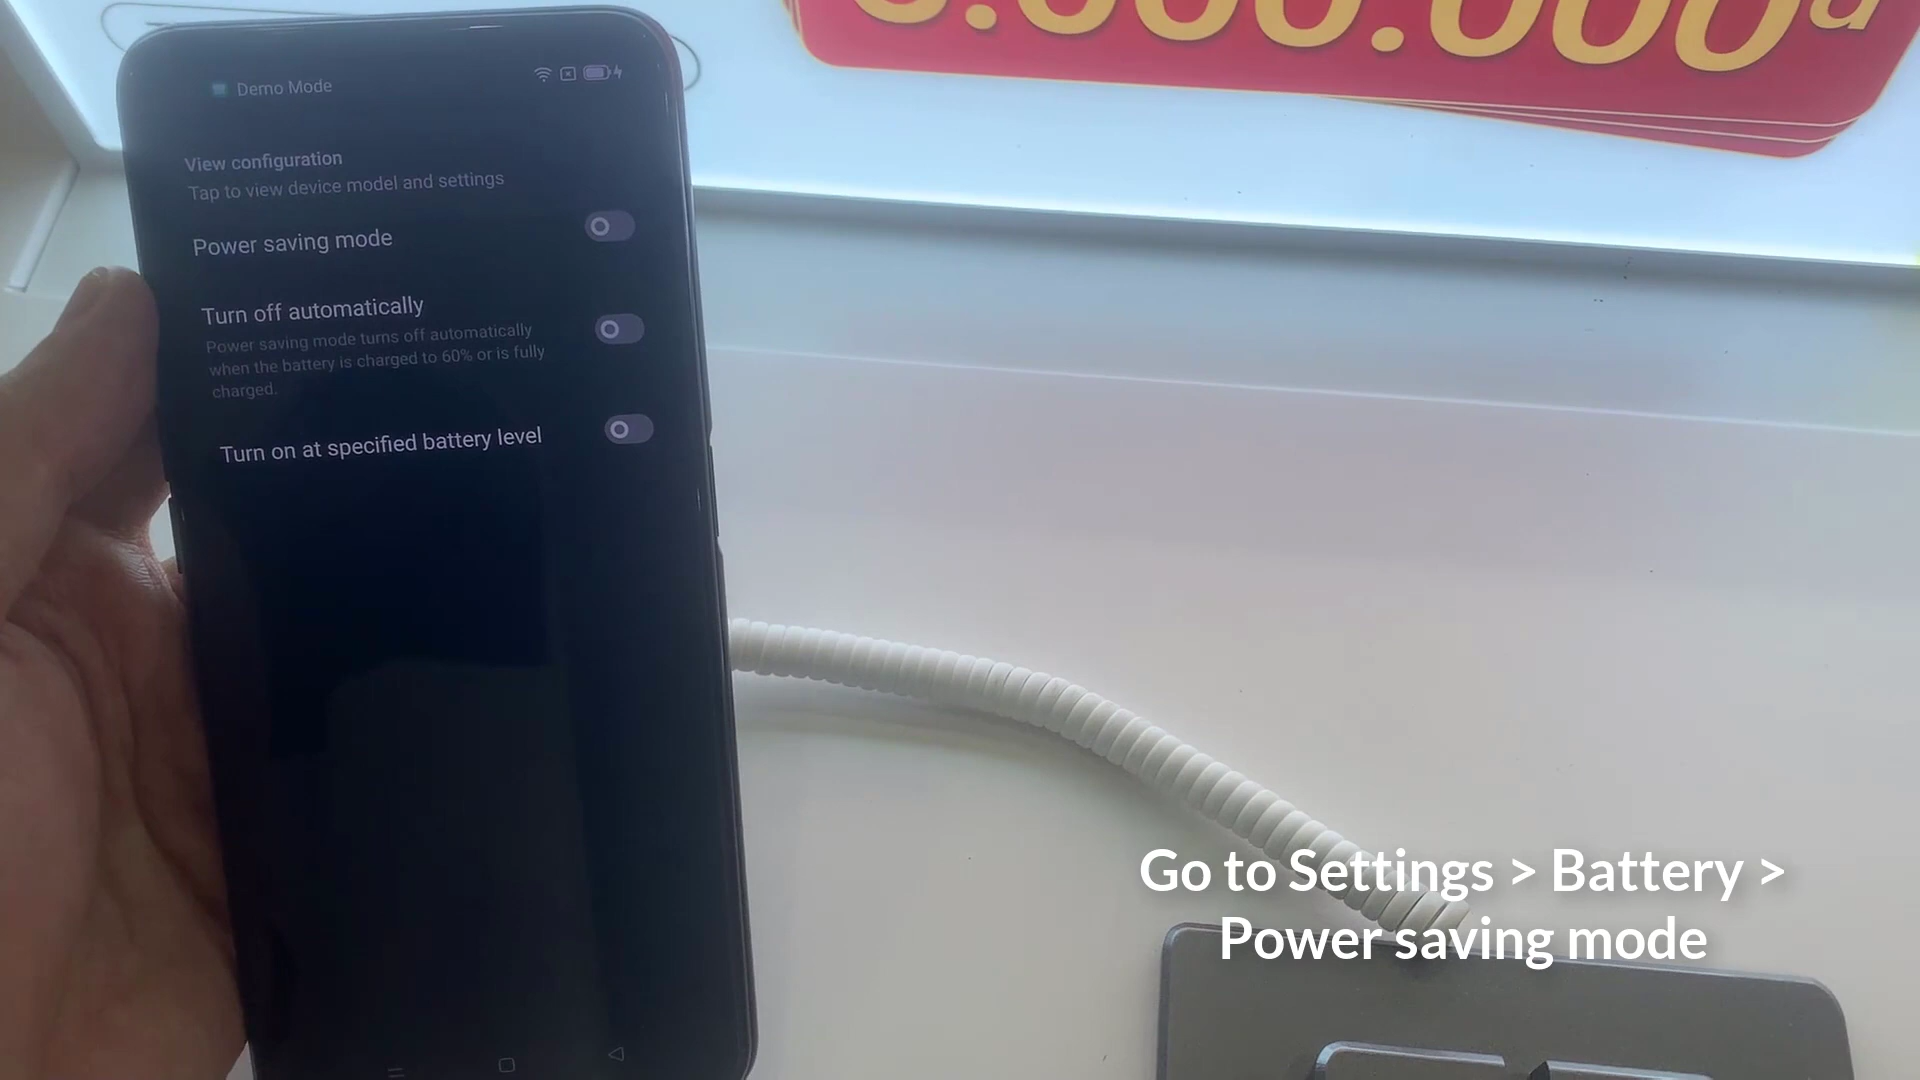 Demo Mode
View configuration
Tap to view device model and settings
Power saving mode
Turn off automatically
Power saving mode turns off automatically
when the battery is charged to 60% or is fully
charged.
Turn on at specified battery level
.000.000đ
Go to Settings > Battery >
Power saving mode